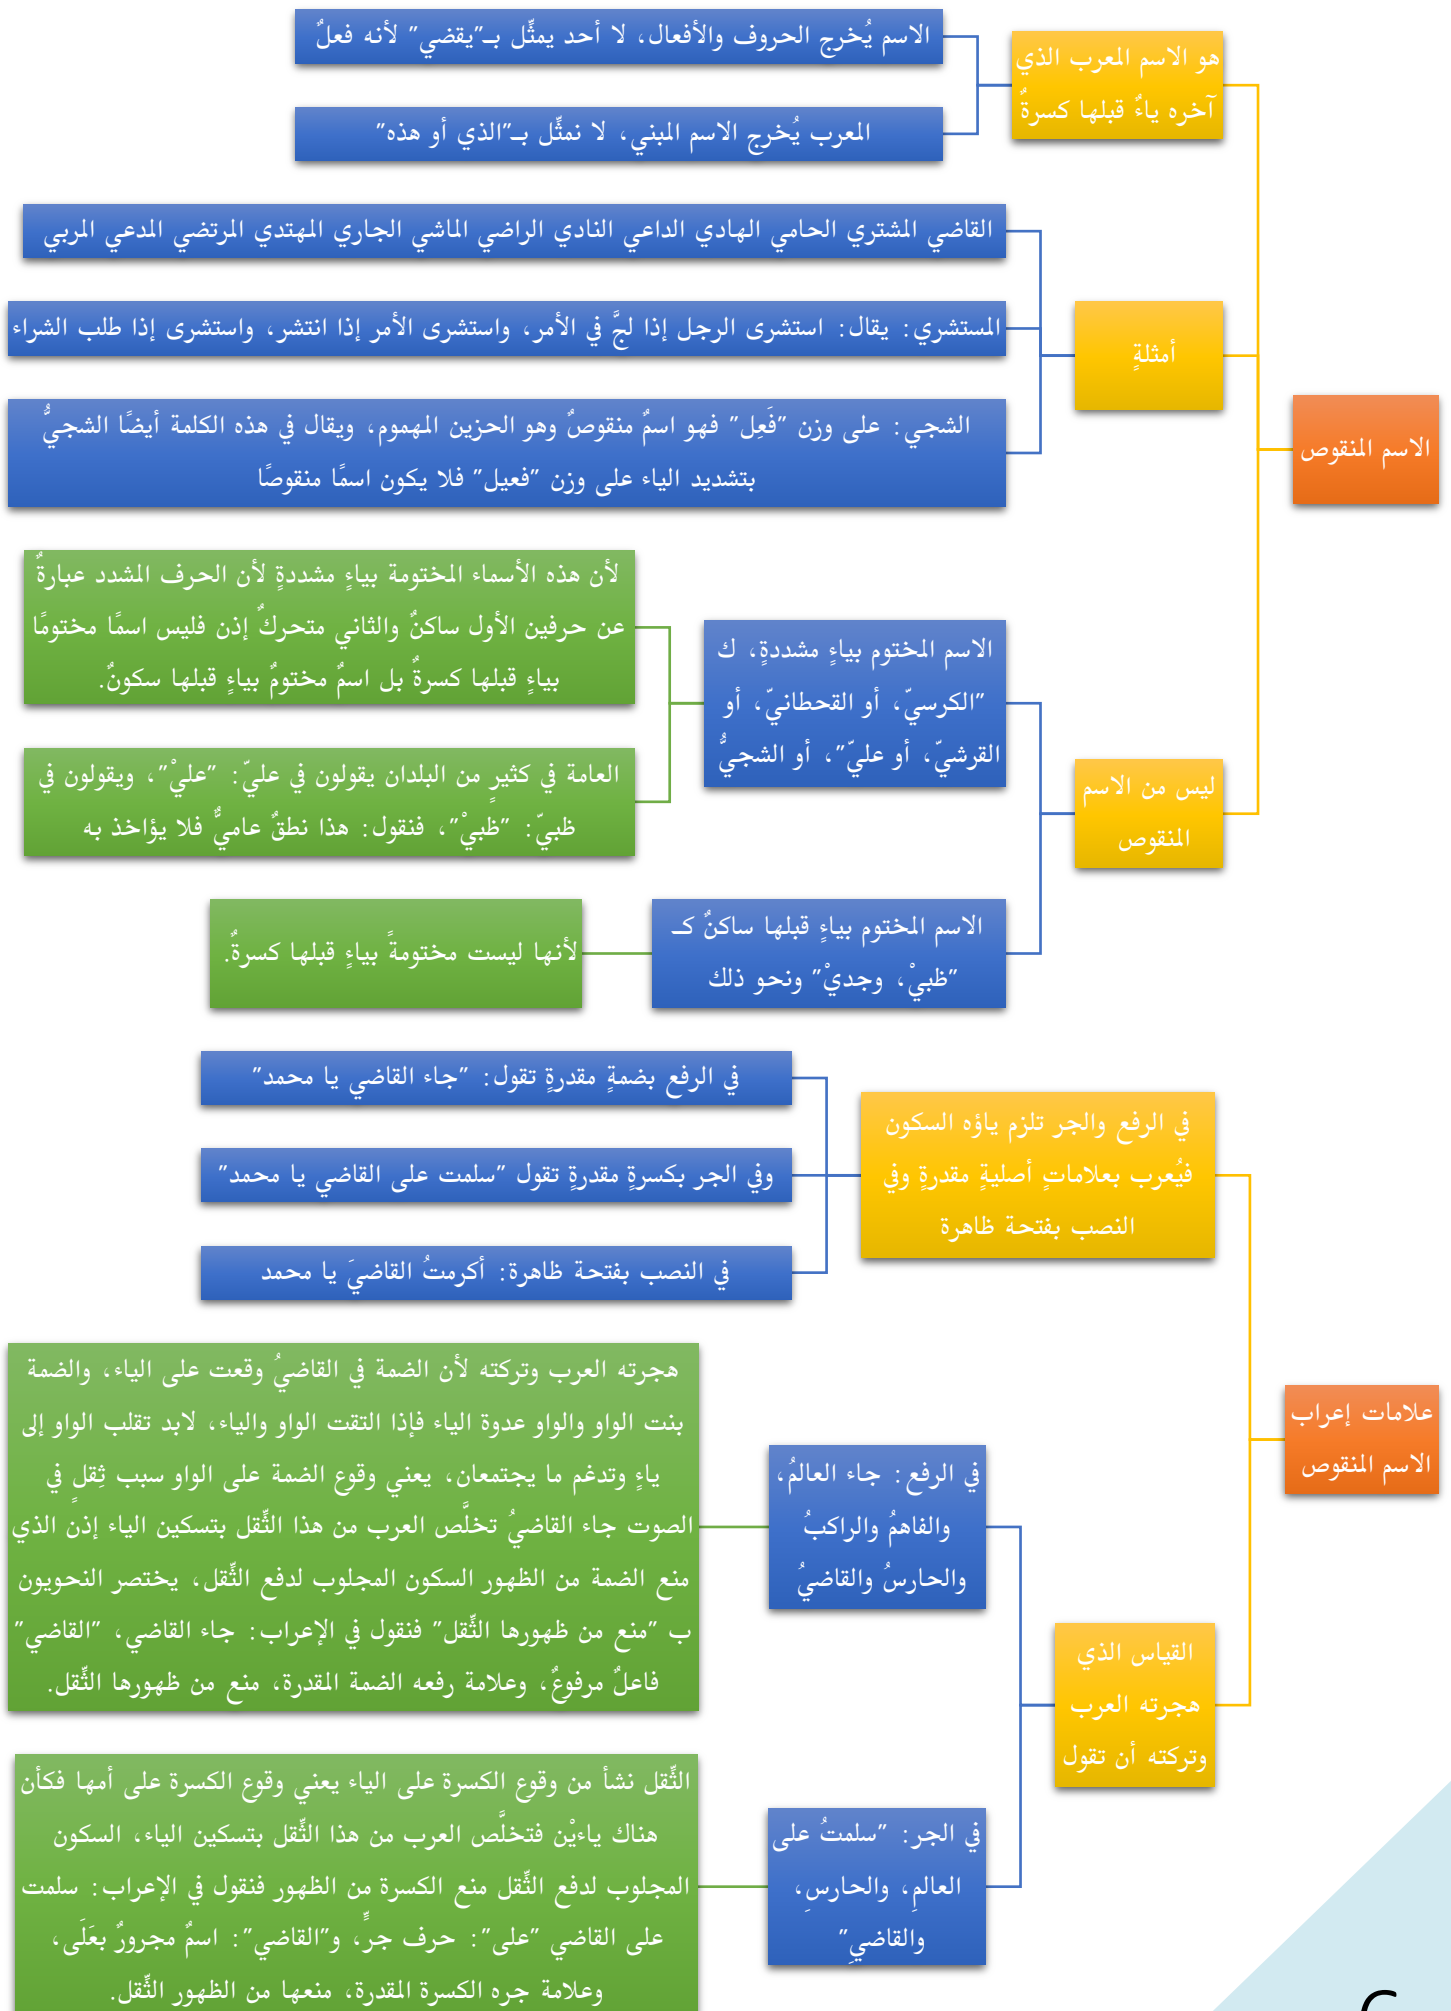 الاسم المنقوص
هو الاسم المعرب الذي
آخره ياءٌ قبلها كسرةٌ
الاسم يُخرج الحروف والأفعال، لا أحد يمثِّل بـ"يقضي" لأنه فعلٌ
المعرب يُخرج الاسم المبني، لا نمثِّل بـ"الذي أو هذه"
أمثلةٍ
القاضي المشتري الحامي الهادي الداعي النادي الراضي الماشي الجاري المهتدي المرتضي المدعي المربي
المستشري: يقال: استشرى الرجل إذا لجَّ في الأمر، واستشرى الأمر إذا انتشر، واستشرى إذا طلب الشراء
الشجي: على وزن "فَعِل" فهو اسمٌ منقوصٌ وهو الحزين المهموم، ويقال في هذه الكلمة أيضًا الشجيُّ
بتشديد الياء على وزن "فعيل" فلا يكون اسمًا منقوصًا
ليس من الاسم
المنقوص
الاسم المختوم بياءٍ مشددةٍ، ك
"الكرسيّ، أو القحطانيّ، أو
القرشيّ، أو عليّ"، أو الشجيُّ
لأن هذه الأسماء المختومة بياءٍ مشددةٍ لأن الحرف المشدد عبارةٌ
عن حرفين الأول ساكنٌ والثاني متحركٌ إذن فليس اسمًا مختومًا
بياءٍ قبلها كسرةٌ بل اسمٌ مختومٌ بياءٍ قبلها سكونٌ.
العامة في كثيرٍ من البلدان يقولون في عليّ: "عليْ"، ويقولون في
ظبيّ: "ظبيْ"، فنقول: هذا نطقٌ عاميٌّ فلا يؤاخذ به
الاسم المختوم بياءٍ قبلها ساكنٌ كـ
"ظبيْ، وجديْ" ونحو ذلك
لأنها ليست مختومةً بياءٍ قبلها كسرةٌ.
علامات إعراب
الاسم المنقوص
في الرفع والجر تلزم ياؤه السكون
فيُعرب بعلاماتٍ أصليةٍ مقدرةٍ وفي
النصب بفتحة ظاهرة
في الرفع بضمةٍ مقدرةٍ تقول: "جاء القاضي يا محمد"
وفي الجر بكسرةٍ مقدرةٍ تقول "سلمت على القاضي يا محمد"
في النصب بفتحة ظاهرة: أكرمتُ القاضيَ يا محمد
القياس الذي
هجرته العرب
وتركته أن تقول
في الرفع: جاء العالمُ،
والفاهمُ والراكبُ
والحارسُ والقاضيُ
هجرته العرب وتركته لأن الضمة في القاضيُ وقعت على الياء، والضمة
بنت الواو والواو عدوة الياء فإذا التقت الواو والياء، لابد تقلب الواو إلى
ياءٍ وتدغم ما يجتمعان، يعني وقوع الضمة على الواو سبب ثِقلٍ في
الصوت جاء القاضيُ تخلَّص العرب من هذا الثِّقل بتسكين الياء إذن الذي
منع الضمة من الظهور السكون المجلوب لدفع الثِّقل، يختصر النحويون
ب "منع من ظهورها الثِّقل" فنقول في الإعراب: جاء القاضي، "القاضي"
فاعلٌ مرفوعٌ، وعلامة رفعه الضمة المقدرة، منع من ظهورها الثِّقل.
في الجر: "سلمتُ على
العالمِ، والحارسِ،
والقاضيِ"
الثِّقل نشأ من وقوع الكسرة على الياء يعني وقوع الكسرة على أمها فكأن
هناك ياءيْن فتخلَّص العرب من هذا الثِّقل بتسكين الياء، السكون
المجلوب لدفع الثِّقل منع الكسرة من الظهور فنقول في الإعراب: سلمت
على القاضي "على": حرف جرٍّ، و"القاضي": اسمٌ مجرورٌ بعَلَى،
وعلامة جره الكسرة المقدرة، منعها من الظهور الثِّقل.